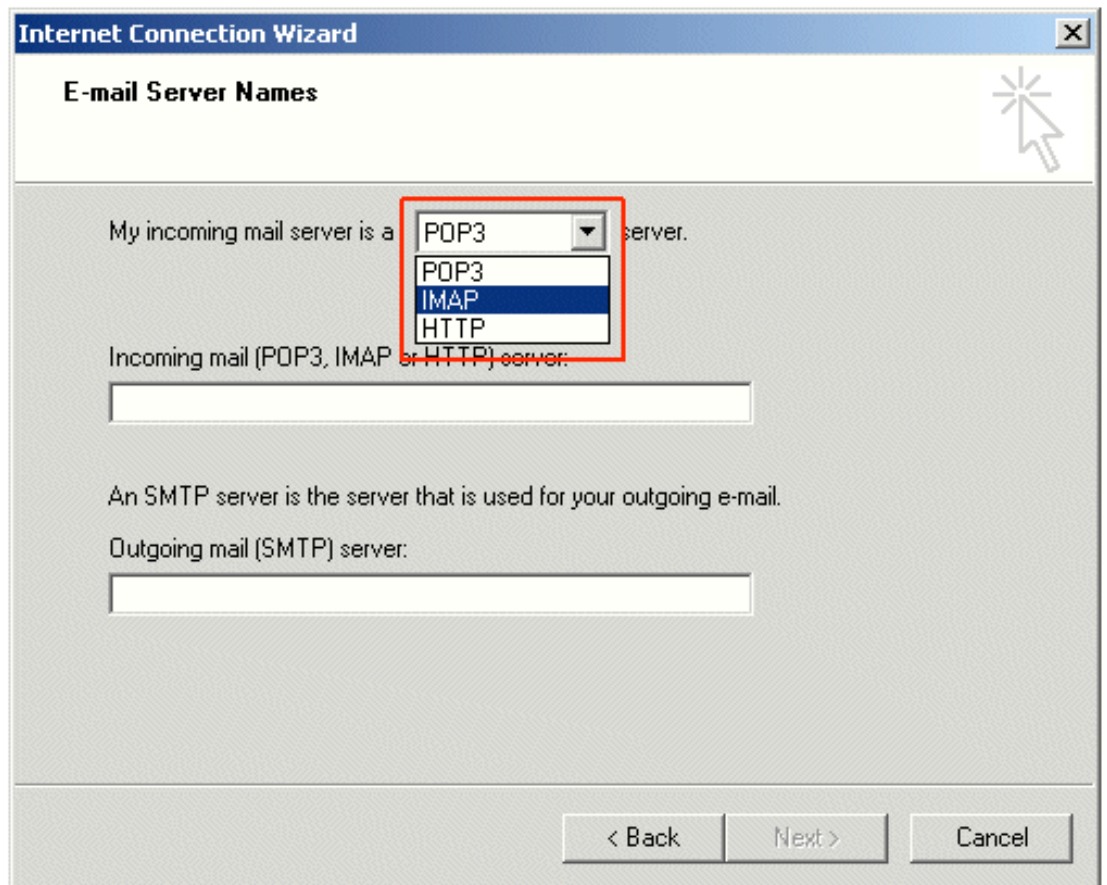 Internet Connection Wizard
E-mail Server Names
My incoming mail server is a POP3 server.
POP3
IMAP
HTTP
Incoming mail (POP3, IMAP or HTTP) server:
An SMTP server is the server that is used for your outgoing e-mail.
Outgoing mail (SMTP) server:
< Back Next > Cancel